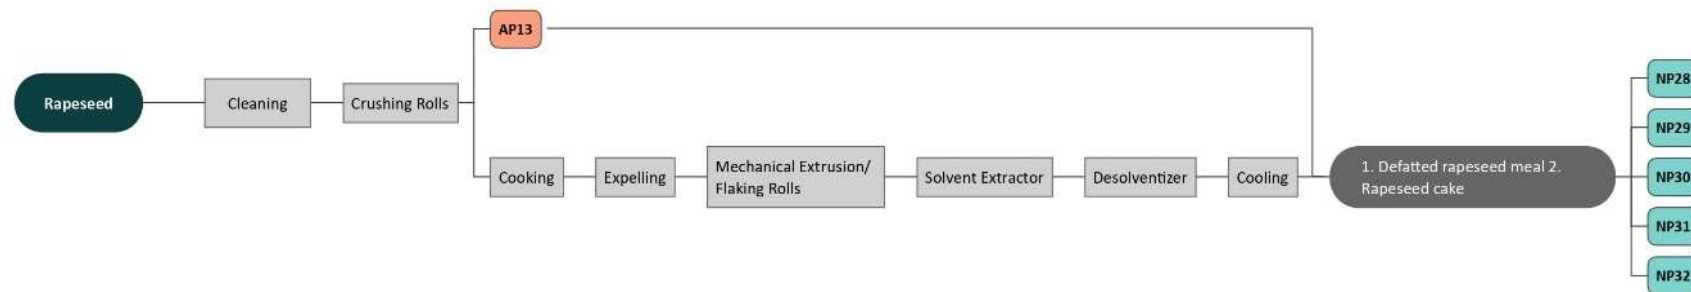 AP13
Rapeseed
Cleaning
Crushing Rolls
Cooking
Expelling
Mechanical Extrusion/
Flaking Rolls
Solvent Extractor
Desolventizer
Cooling
1. Defatted rapeseed meal 2.
Rapeseed cake
NP28
NP29
NP30
NP31
NP32